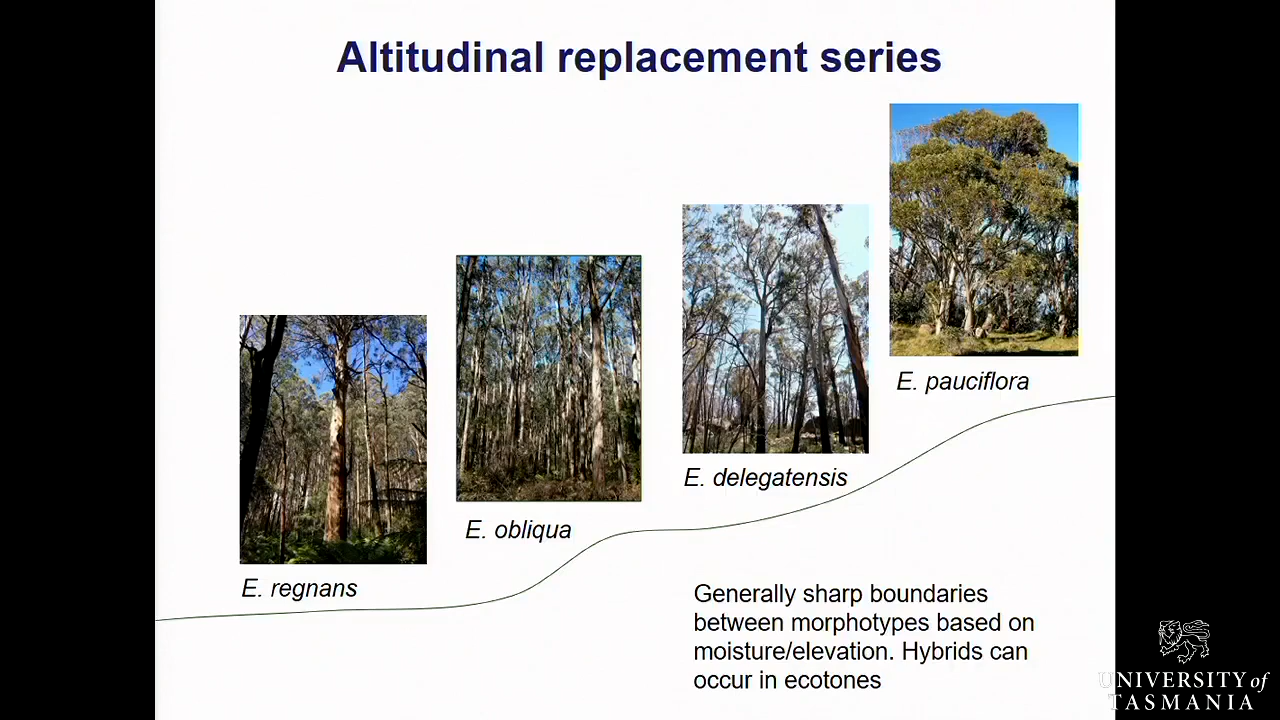 Altitudinal replacement series
E. pauciflora
E. delegatensis
E. obliqua
E. regnans
Generally sharp boundaries
between morphotypes based on
moisture/elevation. Hybrids can
occur in ecotones
UNIVERSITY of
TASMANIA